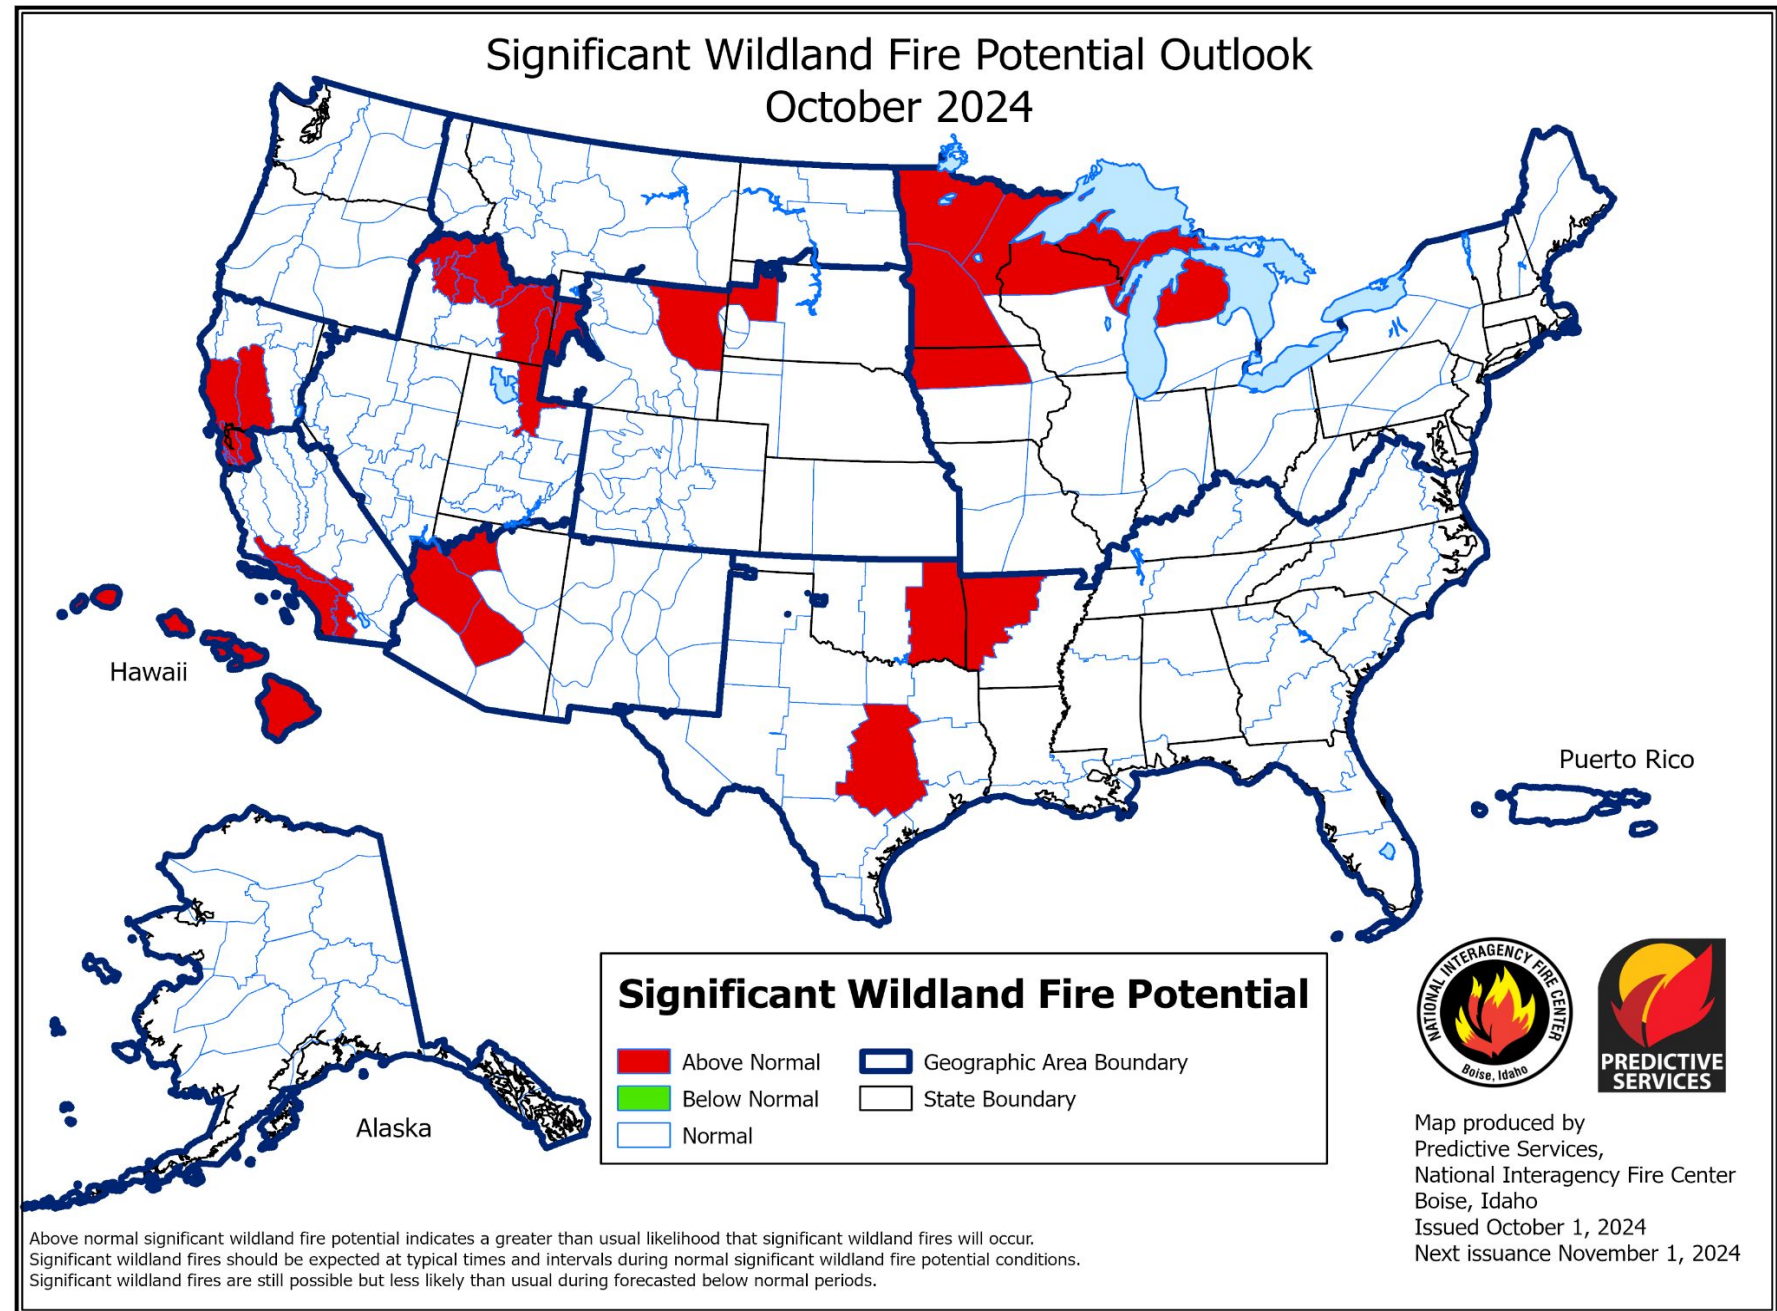 Significant Wildland Fire Potential Outlook
October 2024
Hawaii
Puerto Rico
Alaska
Significant Wildland Fire Potential
Above Normal
Below Normal
Normal
Geographic Area Boundary
State Boundary
NATIONAL INTERAGENCY FIRE CENTER
Boise, Idaho
PREDICTIVE
SERVICES
Map produced by
Predictive Services,
National Interagency Fire Center
Boise, Idaho
Issued October 1, 2024
Next issuance November 1, 2024
Above normal significant wildland fire potential indicates a greater than usual likelihood that significant wildland fires will occur.
Significant wildland fires should be expected at typical times and intervals during normal significant wildland fire potential conditions.
Significant wildland fires are still possible but less likely than usual during forecasted below normal periods.